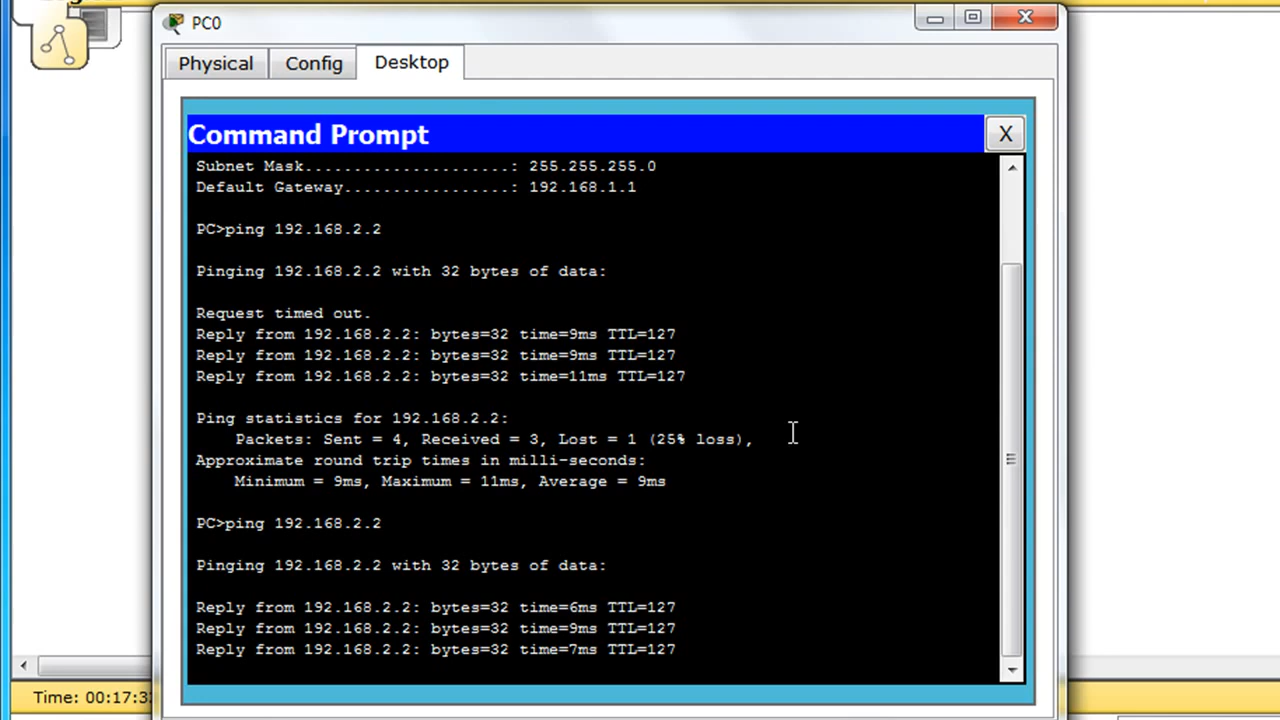 PC0
Physical Config Desktop
Command Prompt X
Subnet Mask.....................: 255.255.255.0
Default Gateway.................: 192.168.1.1
PC>ping 192.168.2.2
Pinging 192.168.2.2 with 32 bytes of data:
Request timed out.
Reply from 192.168.2.2: bytes=32 time=9ms TTL=127
Reply from 192.168.2.2: bytes=32 time=9ms TTL=127
Reply from 192.168.2.2: bytes=32 time=11ms TTL=127
Ping statistics for 192.168.2.2:
Packets: Sent = 4, Received = 3, Lost = 1 (25% loss),
Approximate round trip times in milli-seconds:
Minimum = 9ms, Maximum = 11ms, Average = 9ms
PC>ping 192.168.2.2
Pinging 192.168.2.2 with 32 bytes of data:
Reply from 192.168.2.2: bytes=32 time=6ms TTL=127
Reply from 192.168.2.2: bytes=32 time=9ms TTL=127
Reply from 192.168.2.2: bytes=32 time=7ms TTL=127
Time: